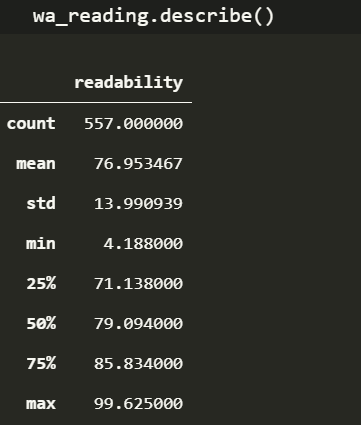 wa_reading.describe()
readability
count 557.000000
mean 76.953467
std 13.990939
min 4.188000
25% 71.138000
50% 79.094000
75% 85.834000
max 99.625000